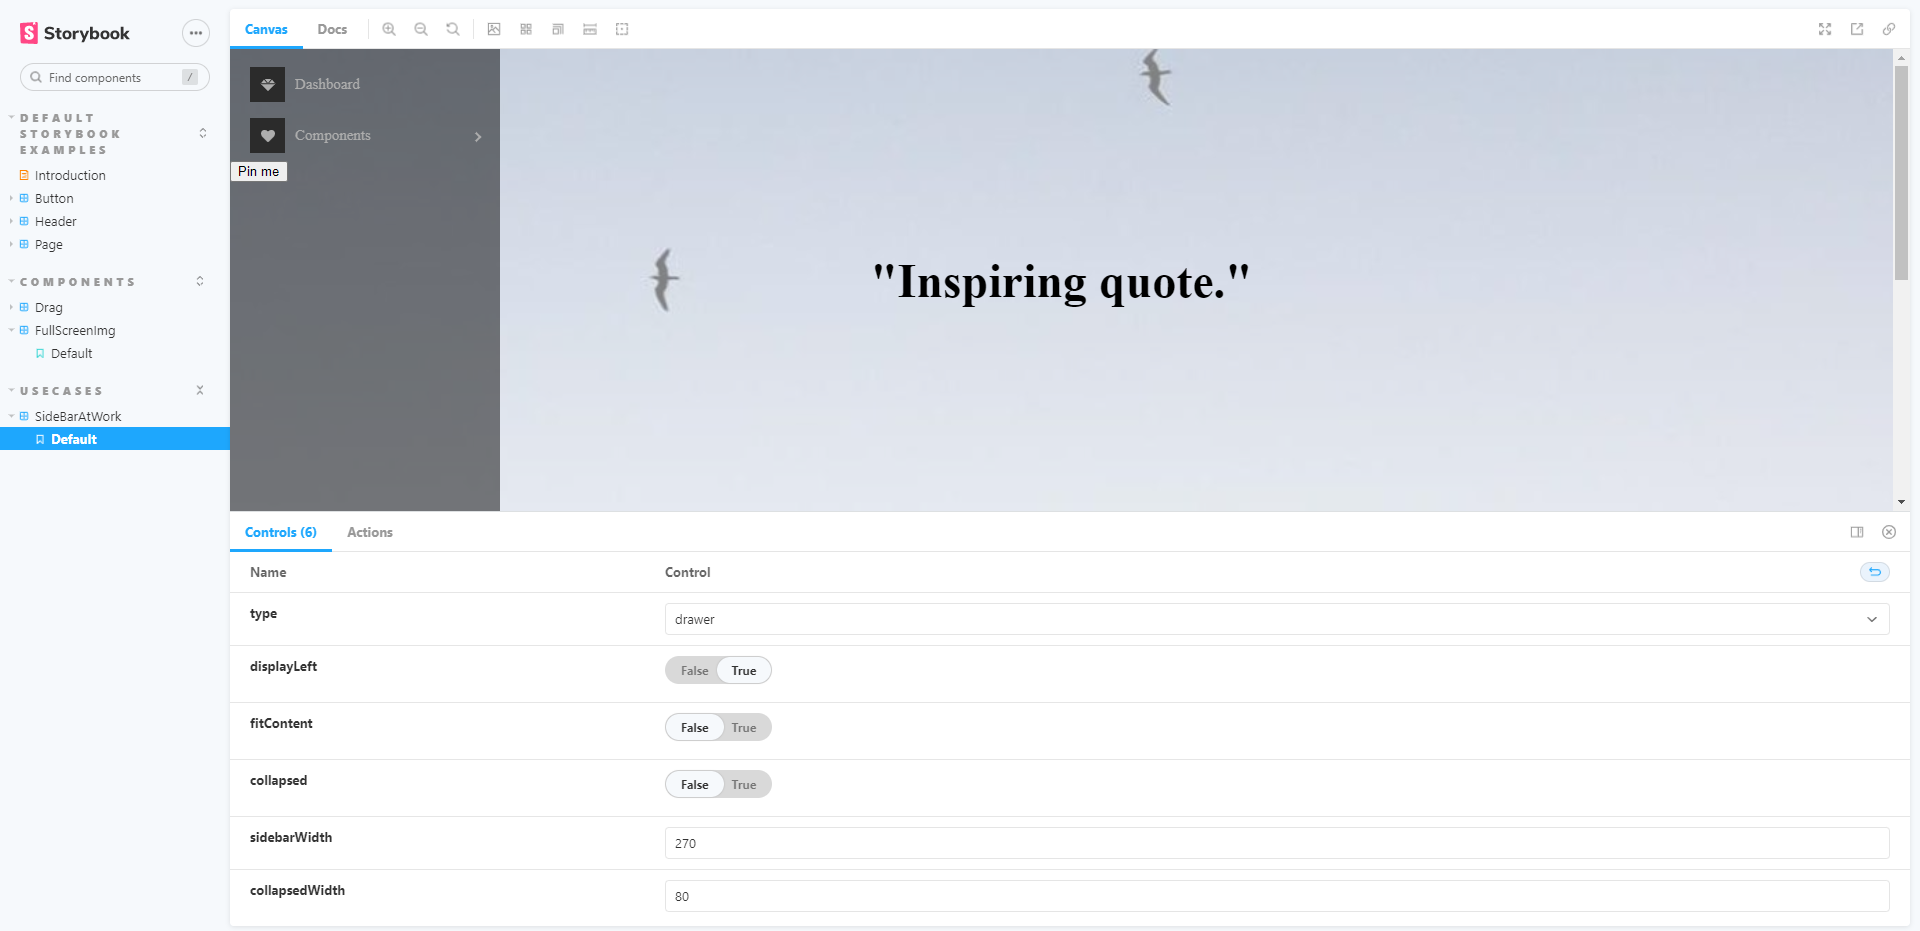 Storybook
Find components
/
DEFAULT
STORYBOOK
EXAMPLES
Introduction
Button
Header
Page
COMPONENTS
Drag
FullScreenImg
Default
USECASES
SideBarAtWork
Default
Canvas Docs
Dashboard
Components
Pin me
"Inspiring quote."
Controls (6) Actions
Name Control
type drawer
displayLeft False True
fitContent False True
collapsed False True
sidebarWidth 270
collapsedWidth 80